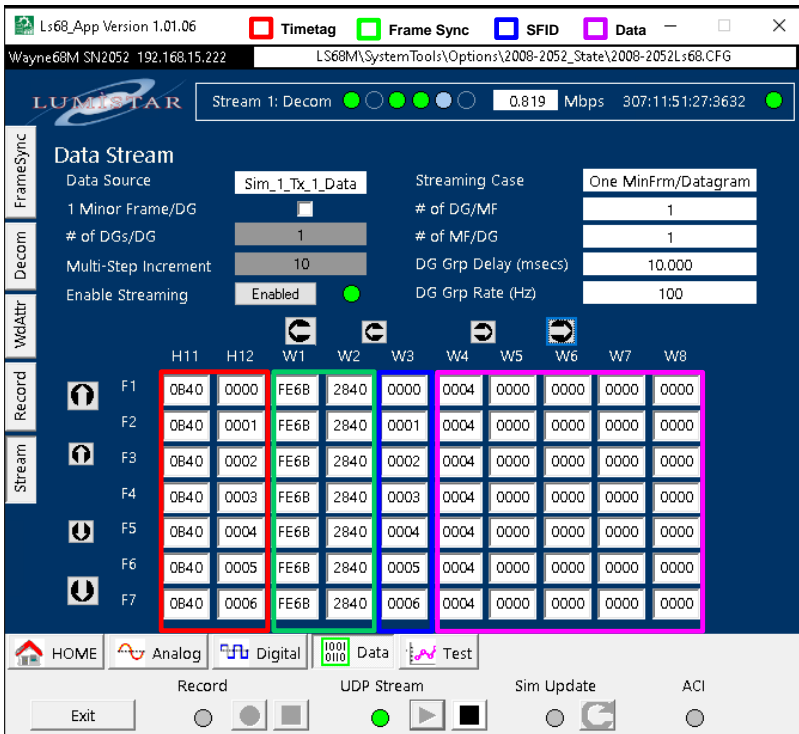 Ls68_App Version 1.01.06 Timetag Frame Sync SFID Data
Wayne68M SN2052 192.168.15.222 LS68M\SystemTools\Options\2008-2052_State\2008-2052Ls68.CFG
LUMISTAR Stream 1: Decom 0.819 Mbps 307:11:51:27:3632
FrameSync
Decom
WdAttr
Record
Stream
Data Stream
Data Source Sim_1_Tx_1_Data Streaming Case One MinFrm/Datagram
1 Minor Frame/DG # of DG/MF 1
# of DGs/DG 1 # of MF/DG 1
Multi-Step Increment 10 DG Grp Delay (msecs) 10.000
Enable Streaming Enabled DG Grp Rate (Hz) 100
H11 H12 W1 W2 W3 W4 W5 W6 W7 W8
F1 0B40 0000 FE6B 2840 0000 0004 0000 0000 0000 0000
F2 0B40 0001 FE6B 2840 0001 0004 0000 0000 0000 0000
F3 0B40 0002 FE6B 2840 0002 0004 0000 0000 0000 0000
F4 0B40 0003 FE6B 2840 0003 0004 0000 0000 0000 0000
F5 0B40 0004 FE6B 2840 0004 0004 0000 0000 0000 0000
F6 0B40 0005 FE6B 2840 0005 0004 0000 0000 0000 0000
F7 0B40 0006 FE6B 2840 0006 0004 0000 0000 0000 0000
HOME Analog Digital 1001 0110 Data Test
Record UDP Stream Sim Update ACI
Exit